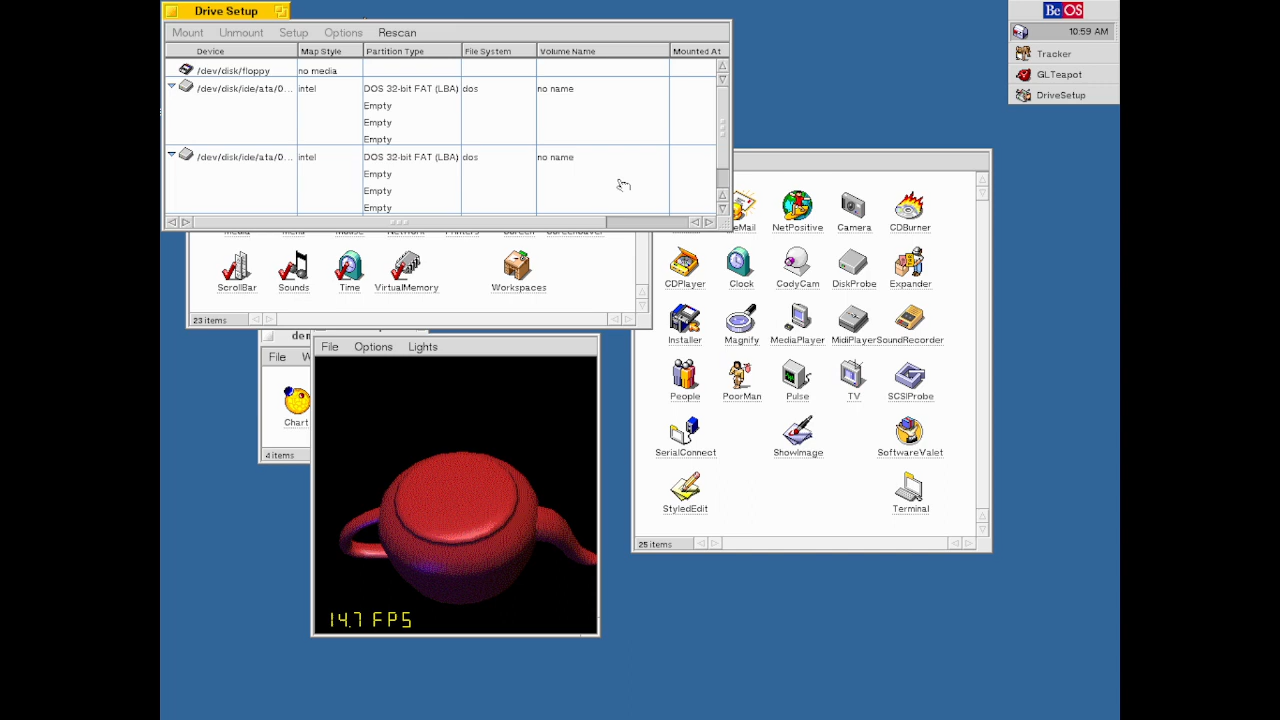 Drive Setup
Mount Unmount Setup Options Rescan
Device Map Style Partition Type File System Volume Name Mounted At
/dev/disk/floppy no media
/dev/disk/ide/ata/0... intel DOS 32-bit FAT (LBA) dos no name
Empty
Empty
Empty
/dev/disk/ide/ata/0... intel DOS 32-bit FAT (LBA) dos no name
Empty
Empty
Empty
Be OS
10:59 AM
Tracker
GLTeapot
DriveSetup
ScrollBar Sounds Time VirtualMemory Workspaces
23 items
NetPositive Camera CDBurner
CDPlayer Clock CodyCam DiskProbe Expander
Installer Magnify MediaPlayer MidiPlayer SoundRecorder
People PoorMan Pulse TV SCSIProbe
SerialConnect ShowImage SoftwareValet
StyledEdit Terminal
25 items
File
Chart
4 items
File Options Lights
14.7 FPS